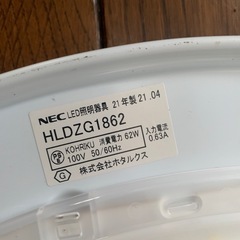 NEC LED照明器具 21年製 21.04
HLDZG1862
KOHRIKU 消費電力 62W 入力電流
100V 50/60Hz 0.63A
G 株式会社ホタルクス